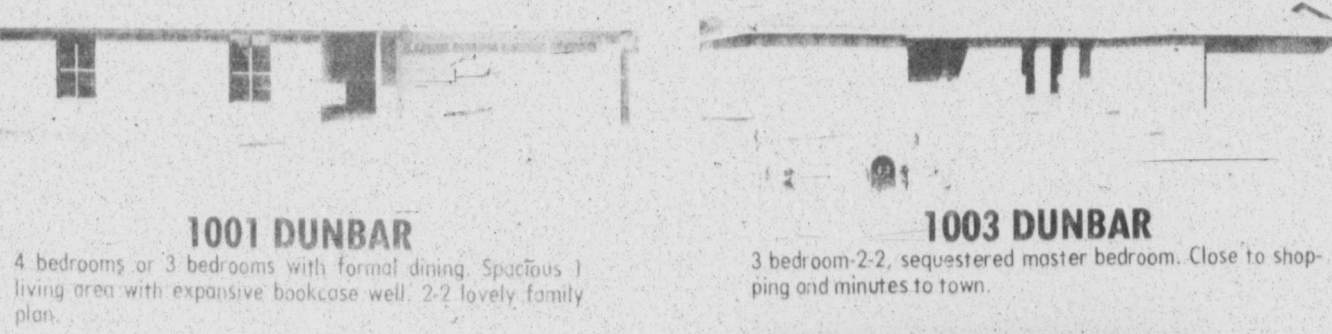 1001 DUNBAR
4 bedrooms or 3 bedrooms with formal dining. Spacious 1
living area with expansive bookcase well. 2-2 lovely family
plan.
1003 DUNBAR
3 bedroom-2-2, sequestered master bedroom. Close to shop-
ping and minutes to town.